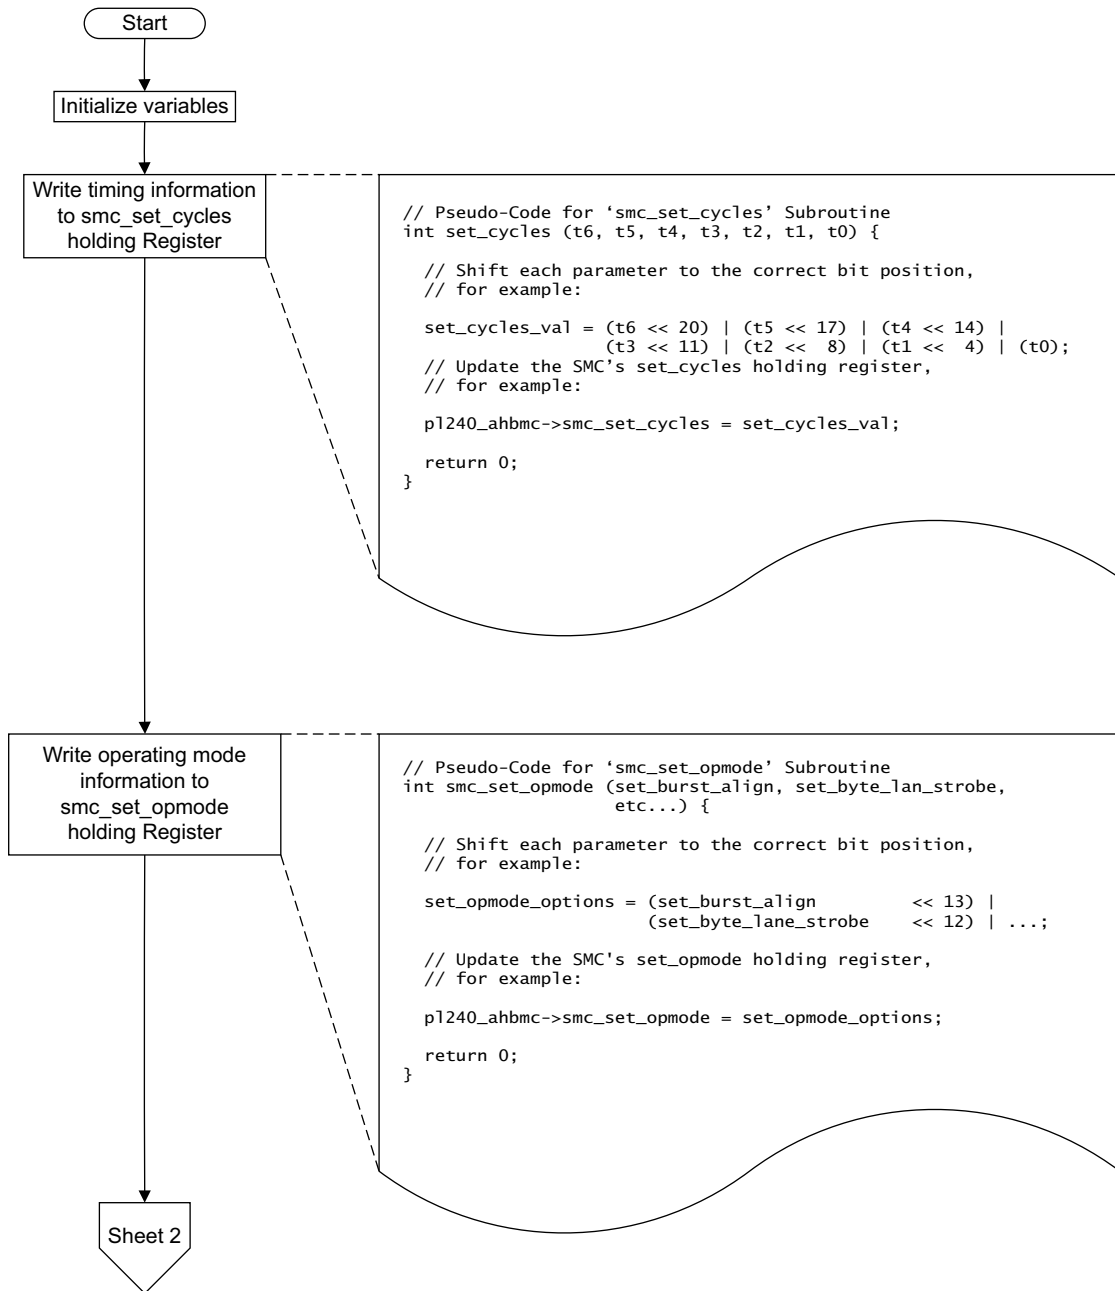 Start
Initialize variables
Write timing information
to smc_set_cycles
holding Register
// Pseudo-Code for ‘smc_set_cycles’ Subroutine
int set_cycles (t6, t5, t4, t3, t2, t1, t0) {
// Shift each parameter to the correct bit position,
// for example:
set_cycles_val = (t6 << 20) | (t5 << 17) | (t4 << 14) |
(t3 << 11) | (t2 <<  8) | (t1 <<  4) | (t0);
// Update the SMC’s set_cycles holding register,
// for example:
pl240_ahbmc->smc_set_cycles = set_cycles_val;
return 0;
}
Write operating mode
information to
smc_set_opmode
holding Register
// Pseudo-Code for ‘smc_set_opmode’ Subroutine
int smc_set_opmode (set_burst_align, set_byte_lan_strobe,
etc...) {
// Shift each parameter to the correct bit position,
// for example:
set_opmode_options = (set_burst_align        << 13) |
(set_byte_lane_strobe    << 12) | ...;
// Update the SMC's set_opmode holding register,
// for example:
pl240_ahbmc->smc_set_opmode = set_opmode_options;
return 0;
}
Sheet 2